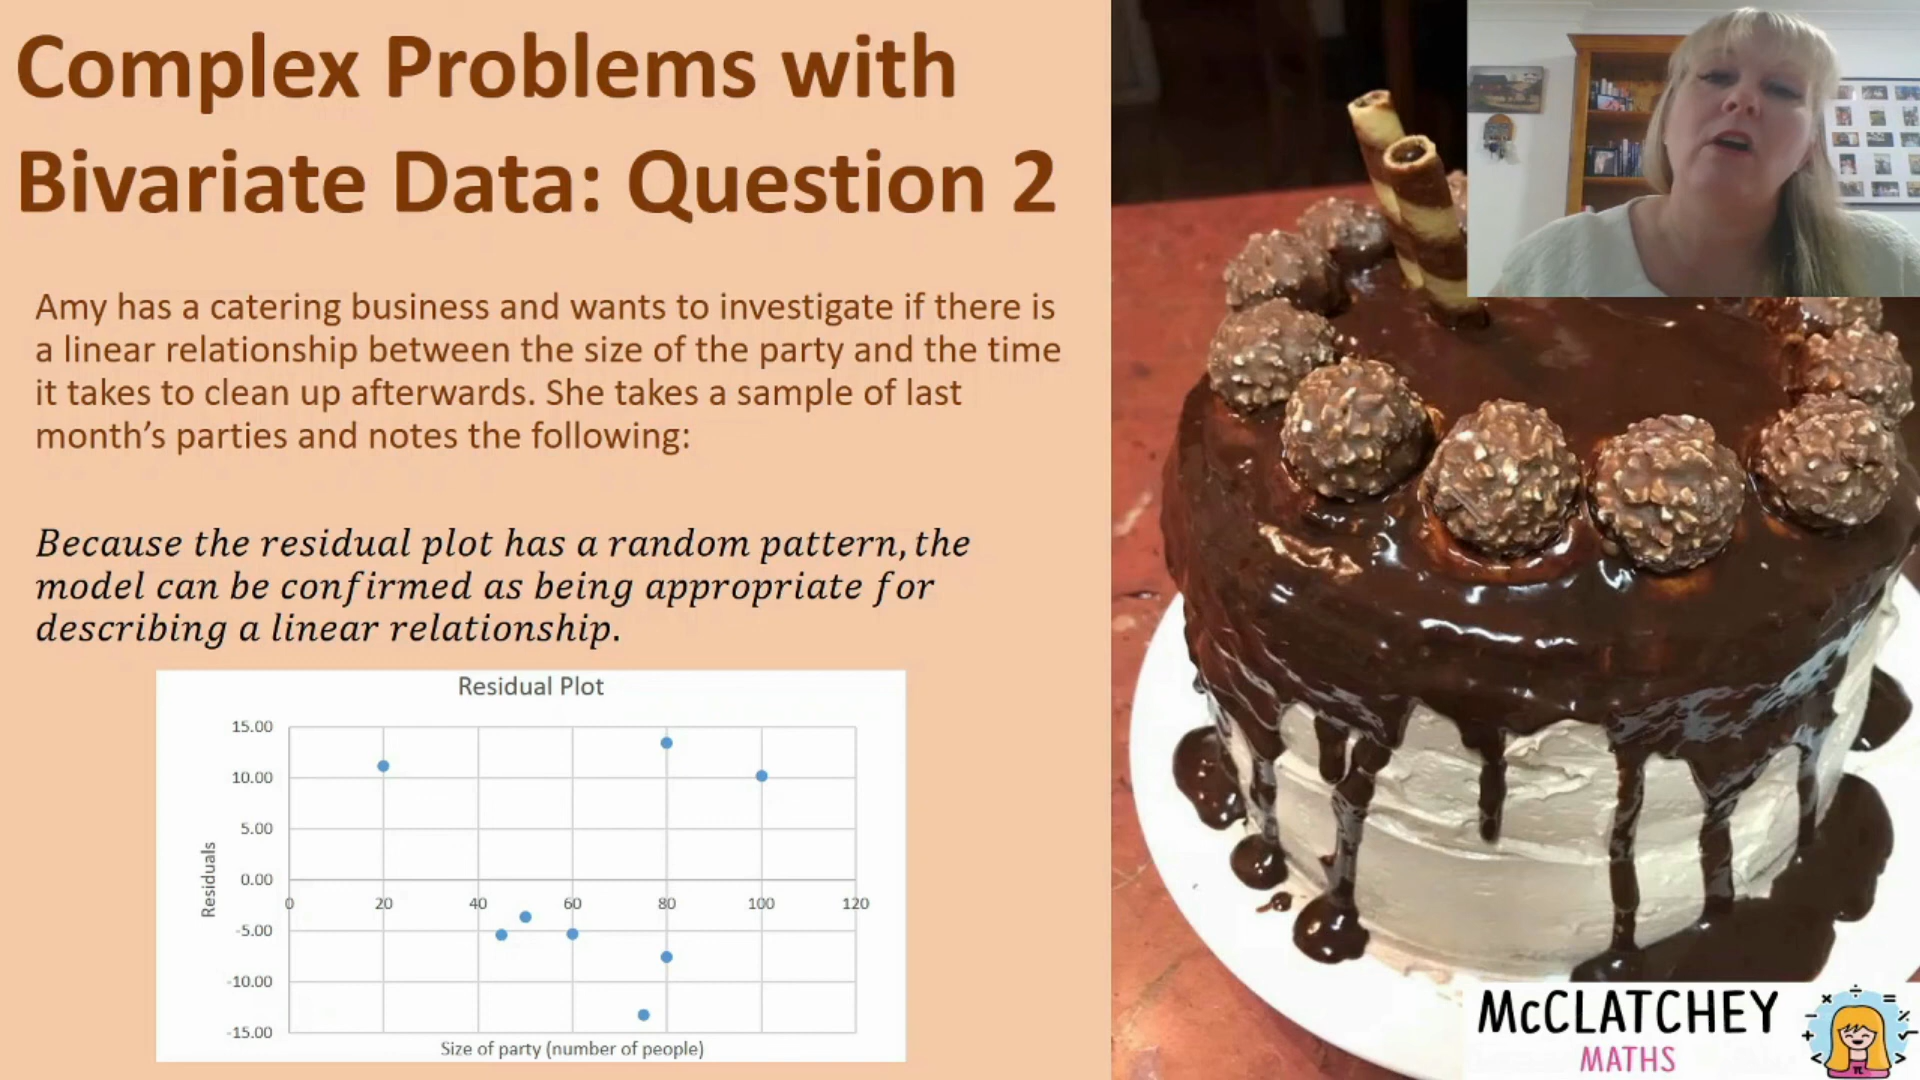 Complex Problems with
Bivariate Data: Question 2
Amy has a catering business and wants to investigate if there is
a linear relationship between the size of the party and the time
it takes to clean up afterwards. She takes a sample of last
month’s parties and notes the following:
Because the residual plot has a random pattern, the
model can be confirmed as being appropriate for
describing a linear relationship.
Residual Plot
15.00
10.00
5.00
0.00
-5.00
-10.00
-15.00
Residuals
0 20 40 60 80 100 120
Size of party (number of people)
McCLATCHEY
MATHS